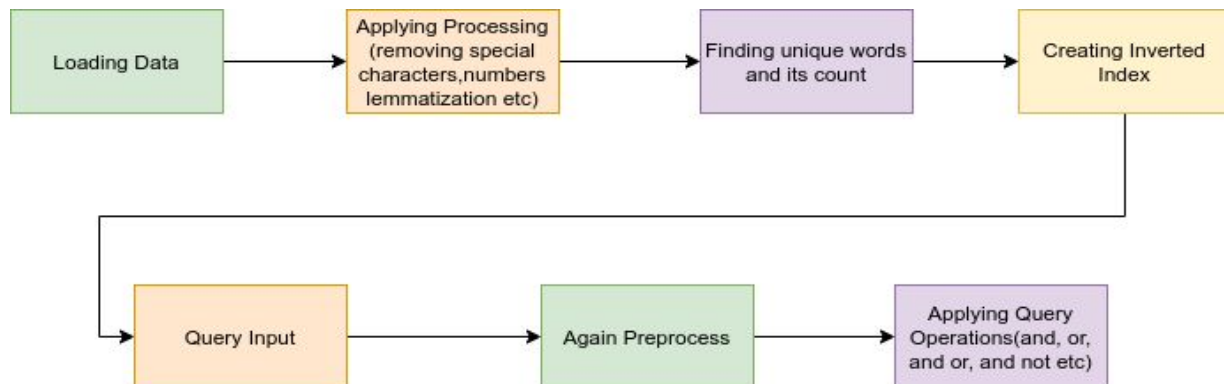 Loading Data
Applying Processing
(removing special
characters,numbers
lemmatization etc)
Finding unique words
and its count
Creating Inverted
Index
Query Input
Again Preprocess
Applying Query
Operations(and, or,
and or, and not etc)